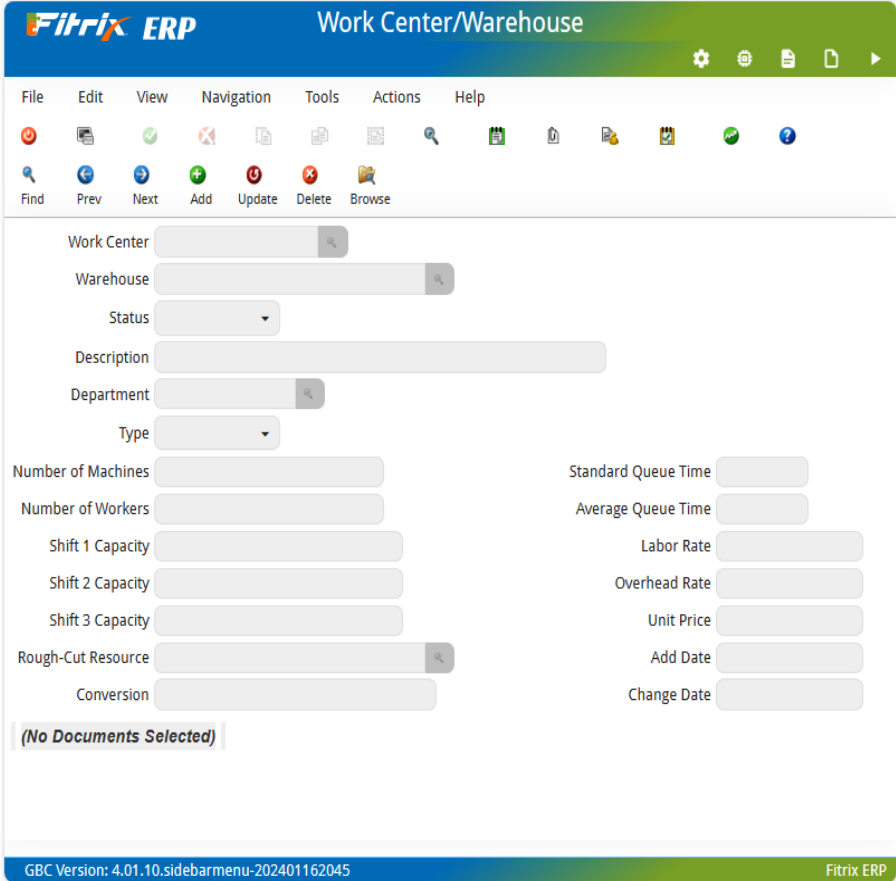 Fitrix ERP Work Center/Warehouse
File Edit View Navigation Tools Actions Help
Find Prev Next Add Update Delete Browse
Work Center
Warehouse
Status
Description
Department
Type
Number of Machines Standard Queue Time
Number of Workers Average Queue Time
Shift 1 Capacity Labor Rate
Shift 2 Capacity Overhead Rate
Shift 3 Capacity Unit Price
Rough-Cut Resource Add Date
Conversion Change Date
(No Documents Selected)
GBC Version: 4.01.10.sidebarmenu-202401162045 Fitrix ERP